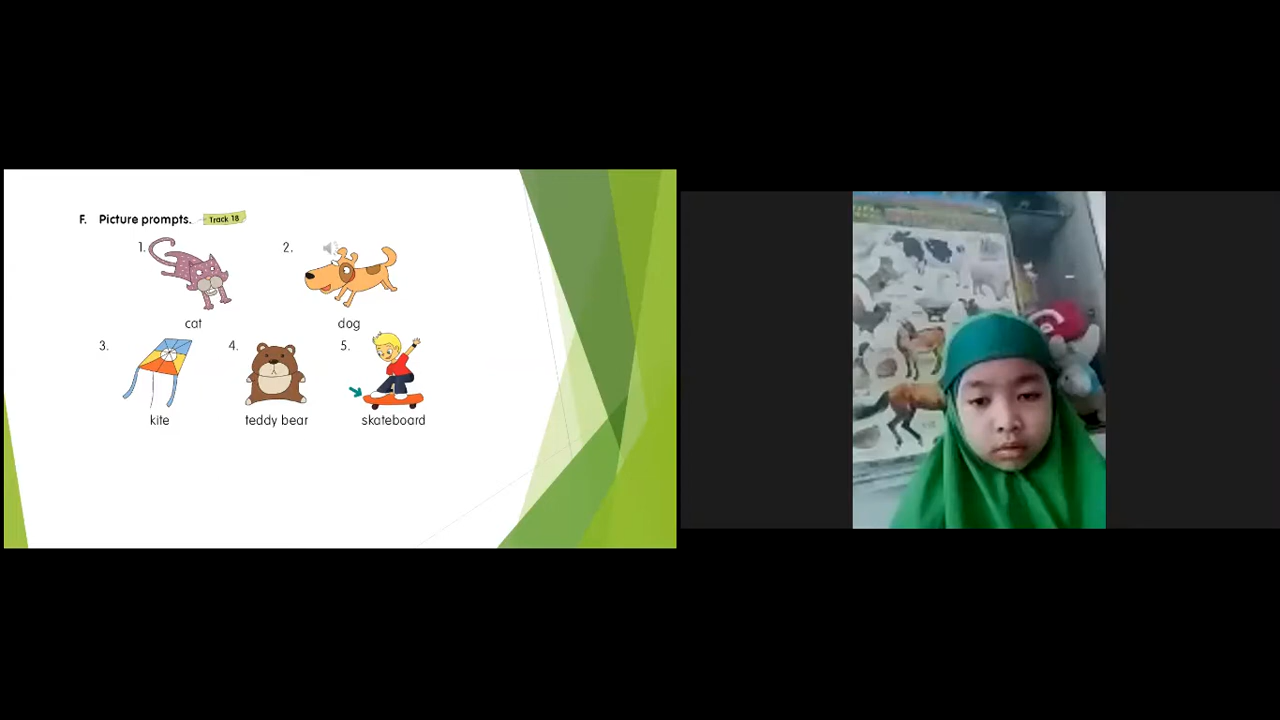 F. Picture prompts. Track 18
1. 2.
cat dog
3. 4. 5.
kite teddy bear skateboard